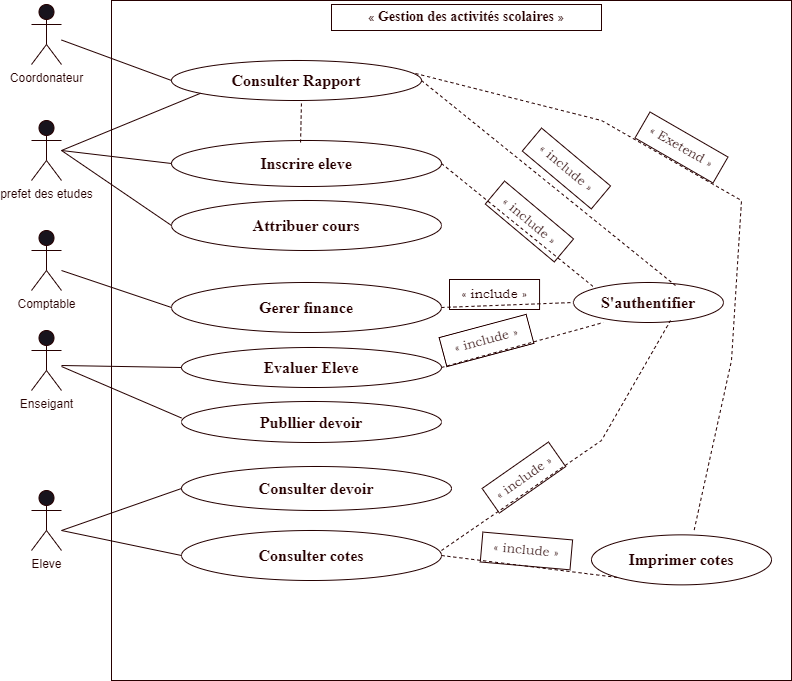 « Gestion des activités scolaires »
Coordonateur
Consulter Rapport
« Exetend »
« include »
Inscrire eleve
prefet des etudes
« include »
Attribuer cours
Comptable
« include »
S'authentifier
Gerer finance
« include »
Evaluer Eleve
Enseigant
Publlier devoir
« include »
Consulter devoir
Eleve
Consulter cotes
« include »
Imprimer cotes